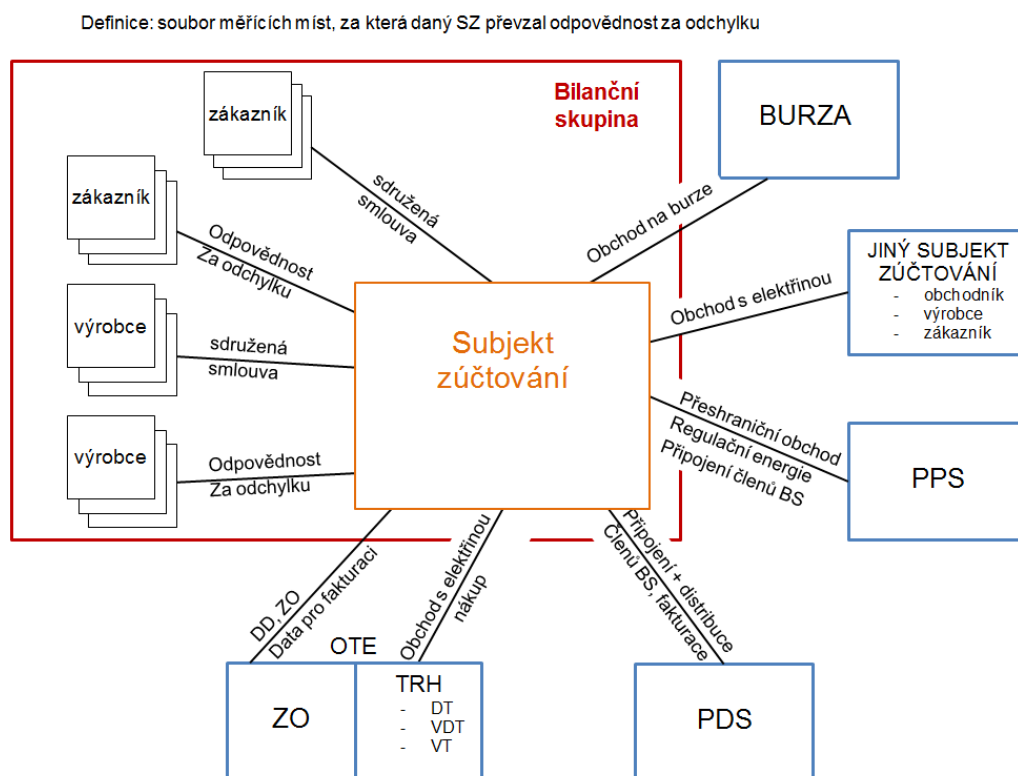 Definice: soubor měřících míst, za která daný SZ převzal odpovědnost za odchylku
Bilanční
skupina
zákazník
BURZA
zákazník
sdružená
smlouva
Obchod na burze
Odpovědnost
Za odchylku
JINÝ SUBJEKT
ZÚČTOVÁNÍ
- obchodník
- výrobce
- zákazník
Obchod s elektřinou
výrobce
sdružená
smlouva
Subjekt
zúčtování
Přeshraniční obchod
Regulační energie
Připojení členů BS
PPS
výrobce
Odpovědnost
Za odchylku
DD, ZO
Data pro fakturaci
Obchod s elektřinou
nákup
Připojení + distribuce
Členů BS, fakturace
OTE
ZO
TRH
- DT
- VDT
- VT
PDS